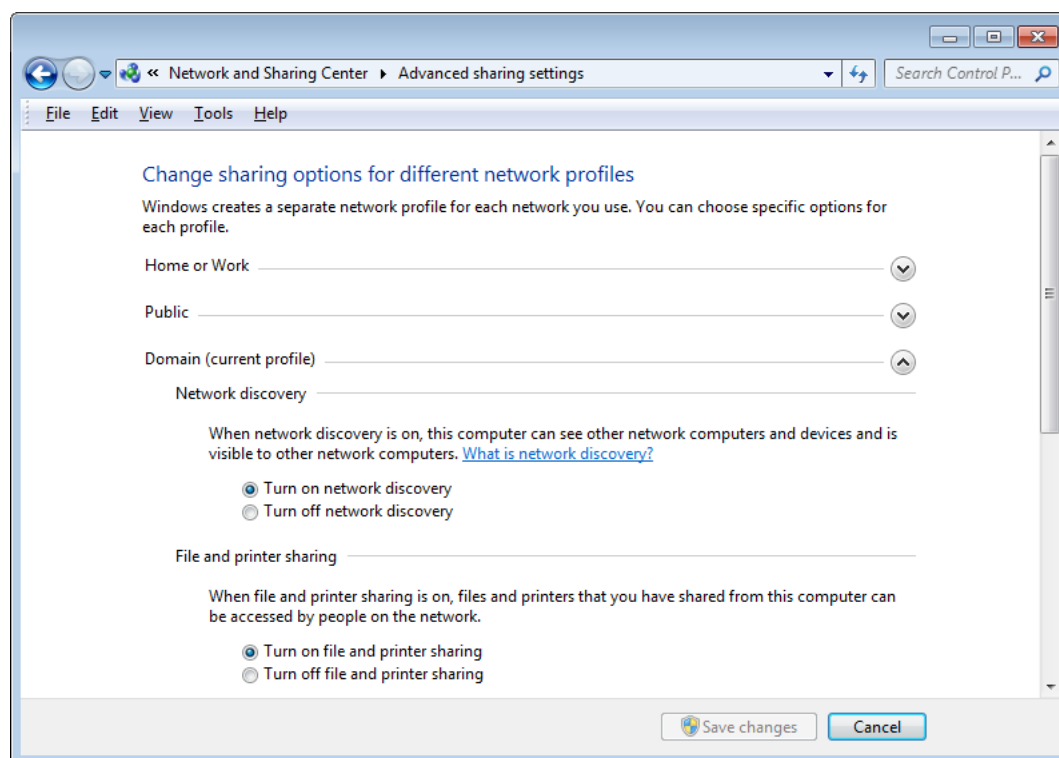 « Network and Sharing Center ▸ Advanced sharing settings Search Control P...
File Edit View Tools Help
Change sharing options for different network profiles
Windows creates a separate network profile for each network you use. You can choose specific options for
each profile.
Home or Work
Public
Domain (current profile)
Network discovery
When network discovery is on, this computer can see other network computers and devices and is
visible to other network computers. What is network discovery?
Turn on network discovery
Turn off network discovery
File and printer sharing
When file and printer sharing is on, files and printers that you have shared from this computer can
be accessed by people on the network.
Turn on file and printer sharing
Turn off file and printer sharing
Save changes Cancel